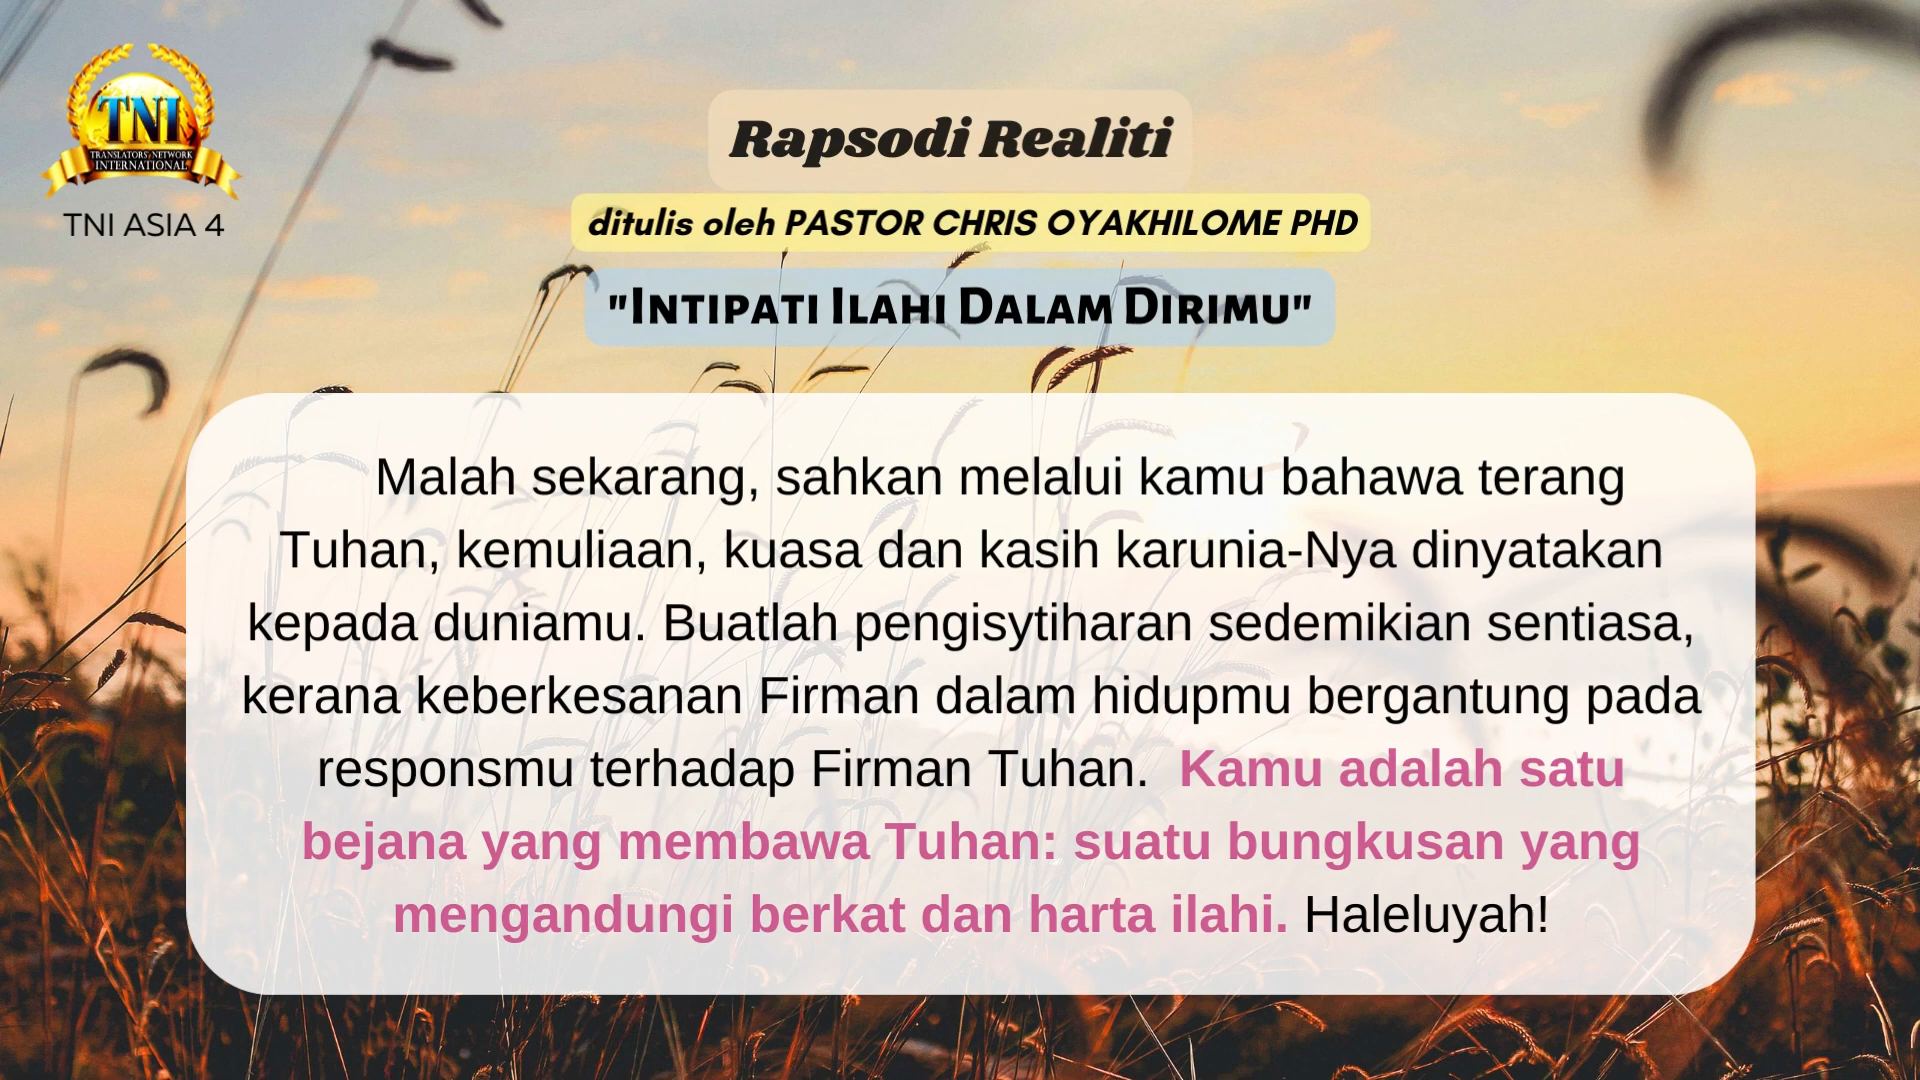 TNI
TRANSLATORS' NETWORK
INTERNATIONAL
TNI ASIA 4
Rapsodi Realiti
ditulis oleh PASTOR CHRIS OYAKHILOME PHD
"Intipati Ilahi Dalam Dirimu"
Malah sekarang, sahkan melalui kamu bahawa terang
Tuhan, kemuliaan, kuasa dan kasih karunia-Nya dinyatakan
kepada duniamu. Buatlah pengisytiharan sedemikian sentiasa,
kerana keberkesanan Firman dalam hidupmu bergantung pada
responsmu terhadap Firman Tuhan. Kamu adalah satu
bejana yang membawa Tuhan: suatu bungkusan yang
mengandungi berkat dan harta ilahi. Haleluyah!